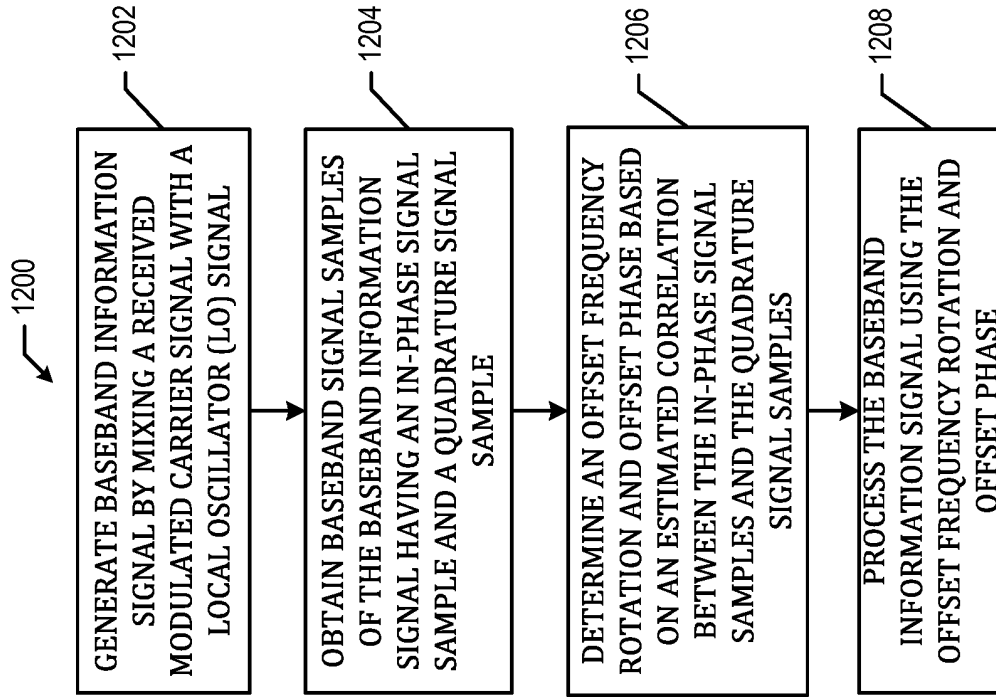 1200
GENERATE BASEBAND INFORMATION
SIGNAL BY MIXING A RECEIVED
MODULATED CARRIER SIGNAL WITH A
LOCAL OSCILLATOR (LO) SIGNAL
1202
OBTAIN BASEBAND SIGNAL SAMPLES
OF THE BASEBAND INFORMATION
SIGNAL HAVING AN IN-PHASE SIGNAL
SAMPLE AND A QUADRATURE SIGNAL
SAMPLE
1204
DETERMINE AN OFFSET FREQUENCY
ROTATION AND OFFSET PHASE BASED
ON AN ESTIMATED CORRELATION
BETWEEN THE IN-PHASE SIGNAL
SAMPLES AND THE QUADRATURE
SIGNAL SAMPLES
1206
PROCESS THE BASEBAND
INFORMATION SIGNAL USING THE
OFFSET FREQUENCY ROTATION AND
OFFSET PHASE
1208